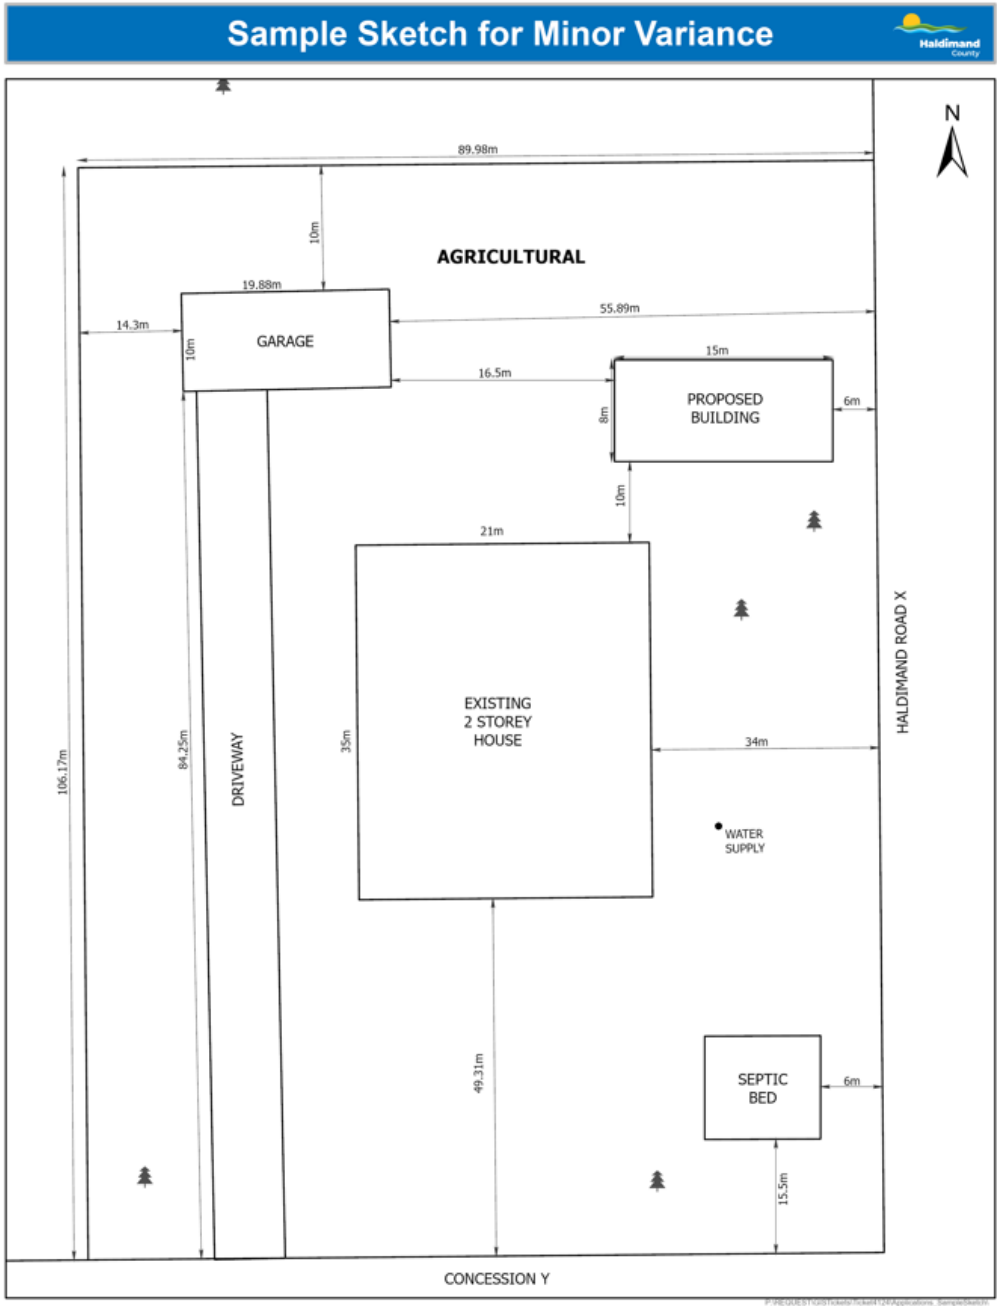 Sample Sketch for Minor Variance
Haldimand
County
N
89.98m
10m
AGRICULTURAL
19.88m
55.89m
14.3m
GARAGE
10m
15m
16.5m
PROPOSED
BUILDING
6m
8m
10m
21m
HALDIMAND ROAD X
EXISTING
2 STOREY
HOUSE
35m
34m
106.17m
84.25m
DRIVEWAY
WATER
SUPPLY
49.31m
SEPTIC
BED
6m
15.5m
CONCESSION Y